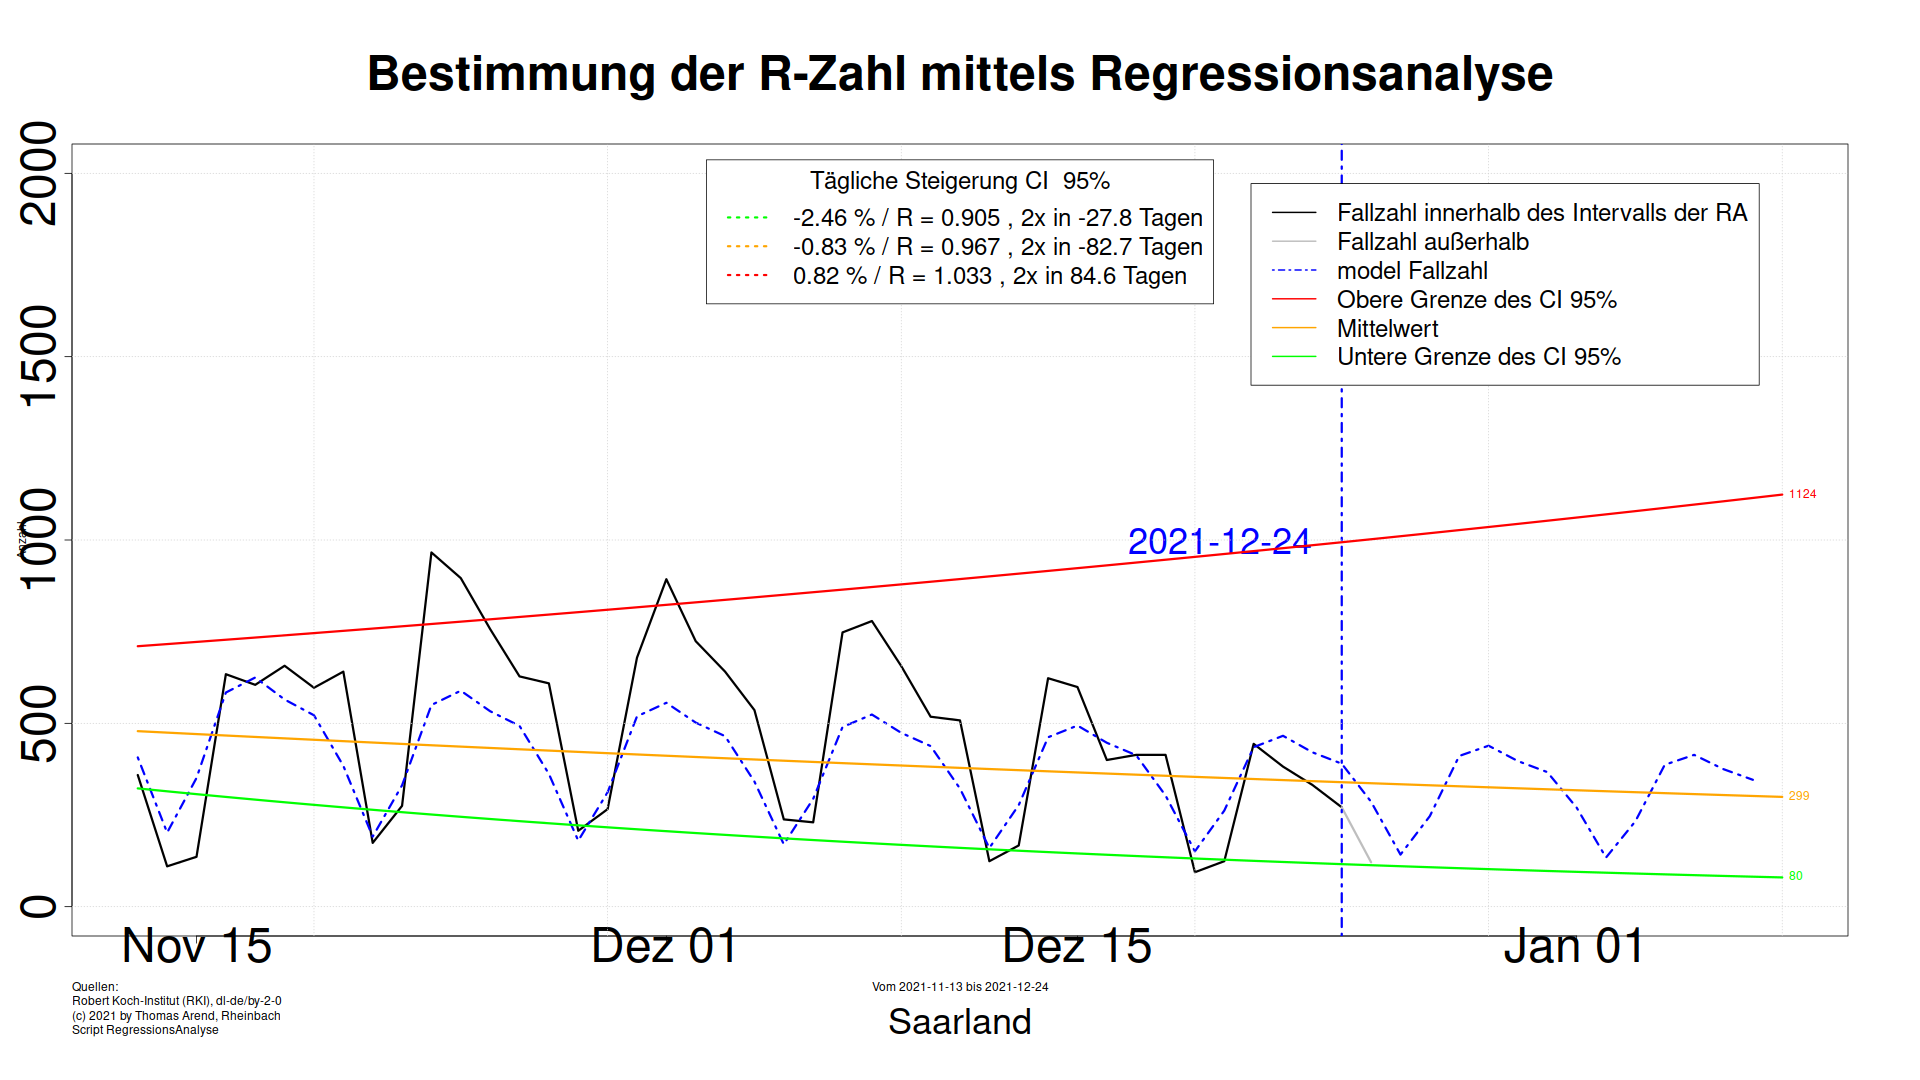 Bestimmung der R-Zahl mittels Regressionsanalyse
Anzahl
2000
1500
1000
500
0
Tägliche Steigerung CI  95%
-2.46 % / R = 0.905 , 2x in -27.8 Tagen
-0.83 % / R = 0.967 , 2x in -82.7 Tagen
0.82 % / R = 1.033 , 2x in 84.6 Tagen
Fallzahl innerhalb des Intervalls der RA
Fallzahl außerhalb
model Fallzahl
Obere Grenze des CI 95%
Mittelwert
Untere Grenze des CI 95%
2021-12-24
1124
299
80
Nov 15
Dez 01
Dez 15
Jan 01
Quellen:
Robert Koch-Institut (RKI), dl-de/by-2-0
(c) 2021 by Thomas Arend, Rheinbach
Script RegressionsAnalyse
Vom 2021-11-13 bis 2021-12-24
Saarland